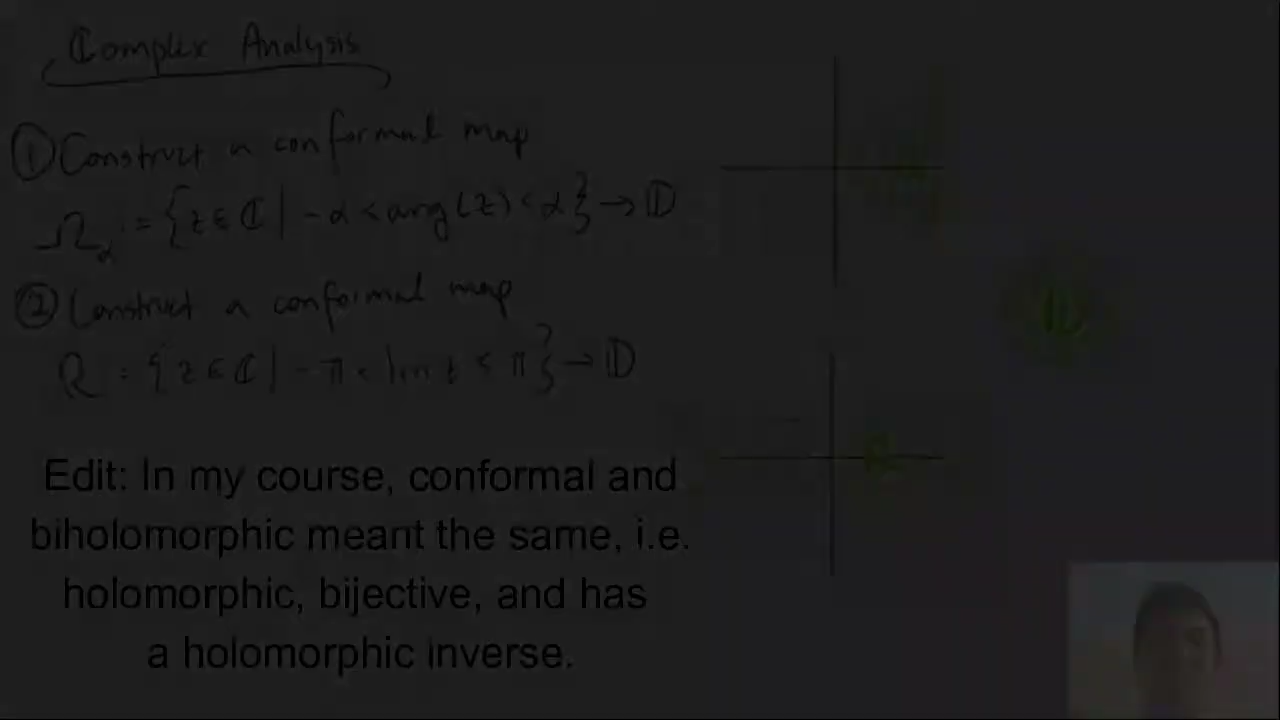 Complex Analysis
① Construct a conformal map
Ω_α := {z ∈ ℂ | -α < arg(z) < α} → 𝔻
② Construct a conformal map
R := {z ∈ ℂ | -π < Im z < π} → 𝔻
Edit: In my course, conformal and
biholomorphic meant the same, i.e.
holomorphic, bijective, and has
a holomorphic inverse.